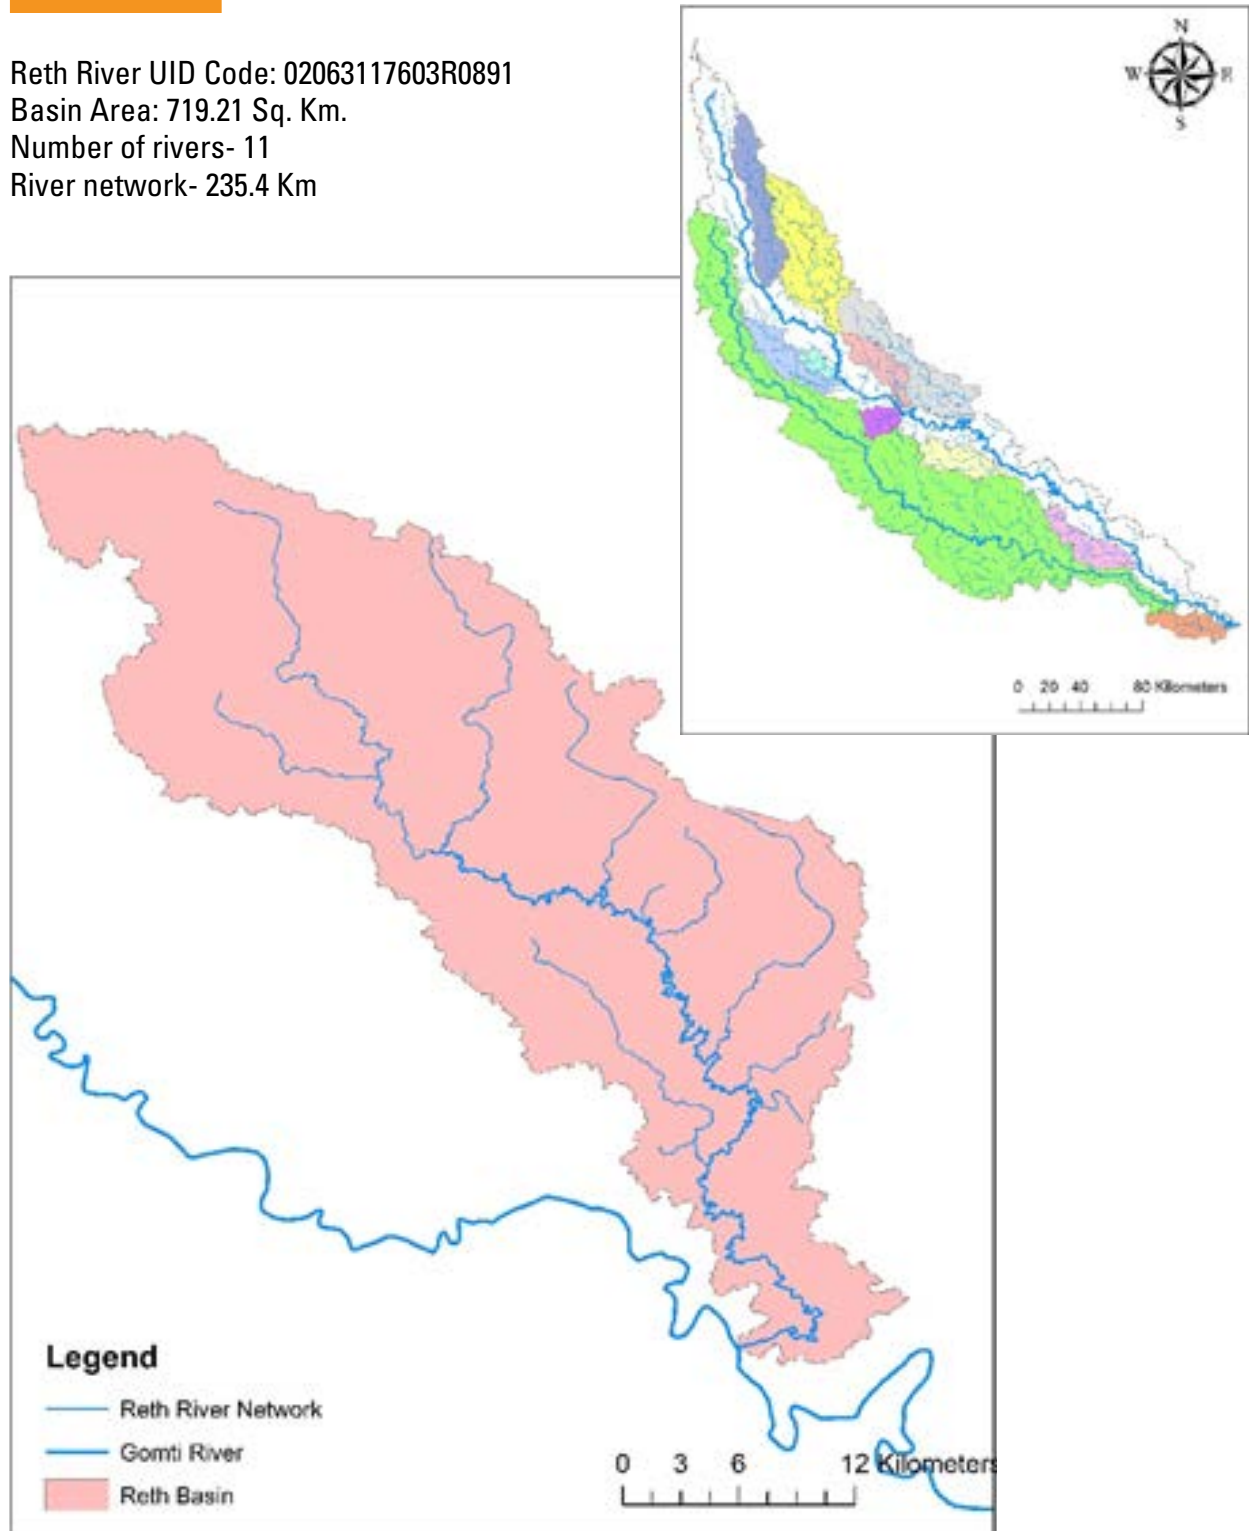 Reth River UID Code: 02063117603R0891
Basin Area: 719.21 Sq. Km.
Number of rivers- 11
River network- 235.4 Km
N
W E
S
0 20 40 80 Kilometers
Legend
Reth River Network
Gomti River
Reth Basin
0 3 6 12 Kilometers